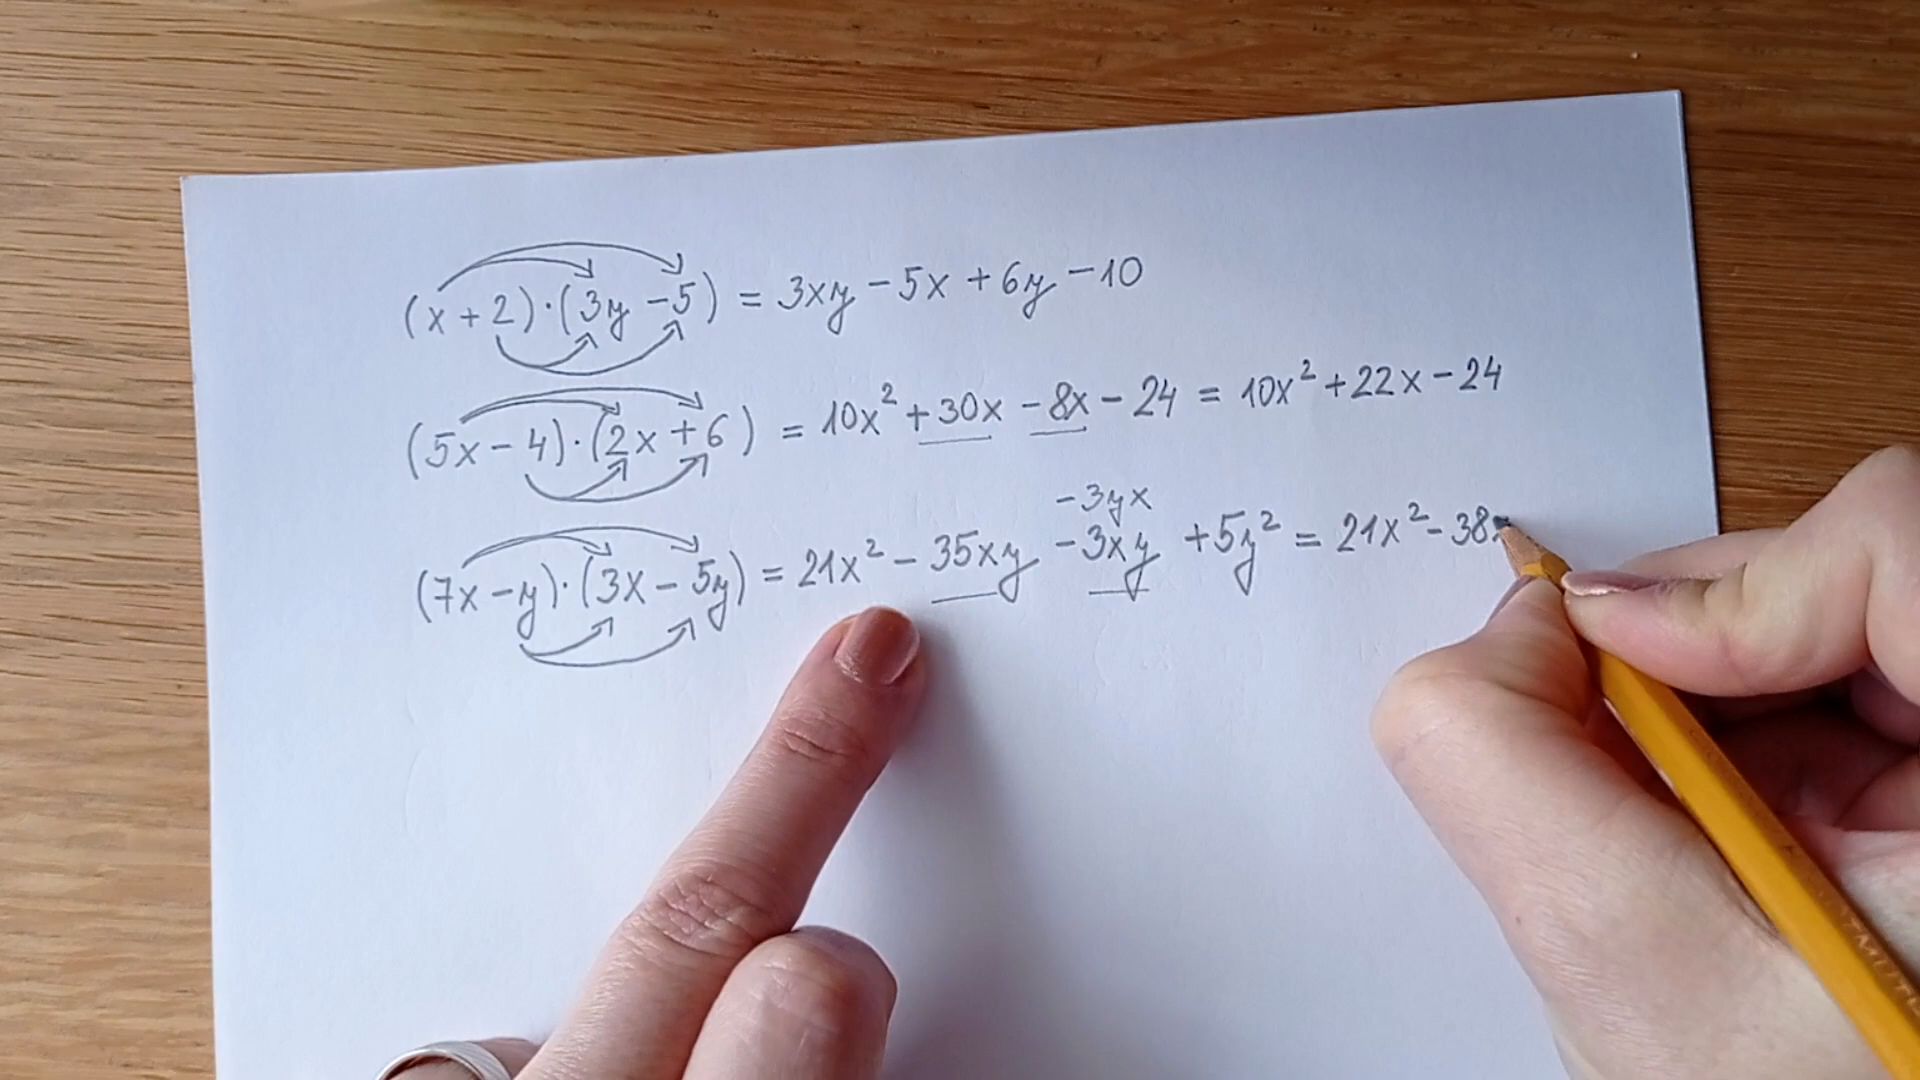 (x+2)·(3y-5) = 3xy - 5x + 6y - 10
(5x-4)·(2x+6) = 10x² + 30x - 8x - 24 = 10x² + 22x - 24
-3yx
(7x-y)·(3x-5y) = 21x² - 35xy - 3xy + 5y² = 21x² - 38x